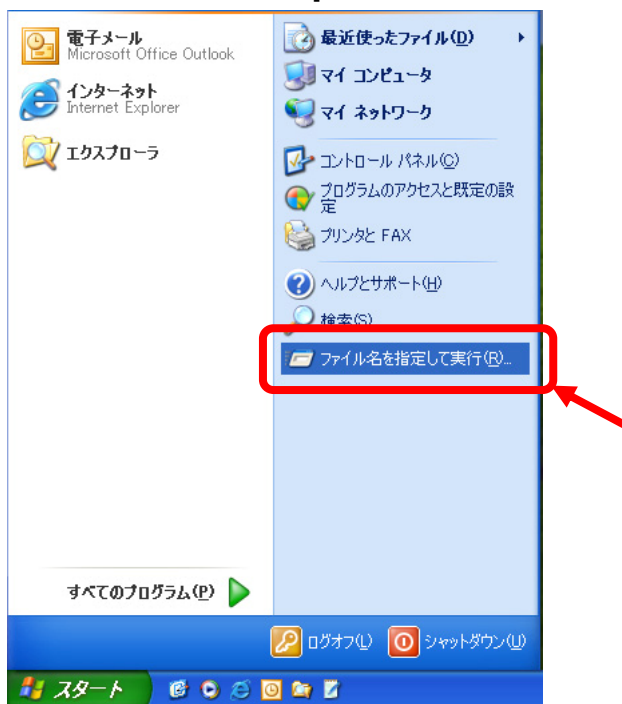 電子メール
Microsoft Office Outlook
インターネット
Internet Explorer
エクスプローラ
すべてのプログラム(P)
最近使ったファイル(D)
マイ コンピュータ
マイ ネットワーク
コントロール パネル(C)
プログラムのアクセスと既定の設
定
プリンタと FAX
ヘルプとサポート(H)
検索(S)
ファイル名を指定して実行(R)...
ログオフ(L)
シャットダウン(U)
スタート